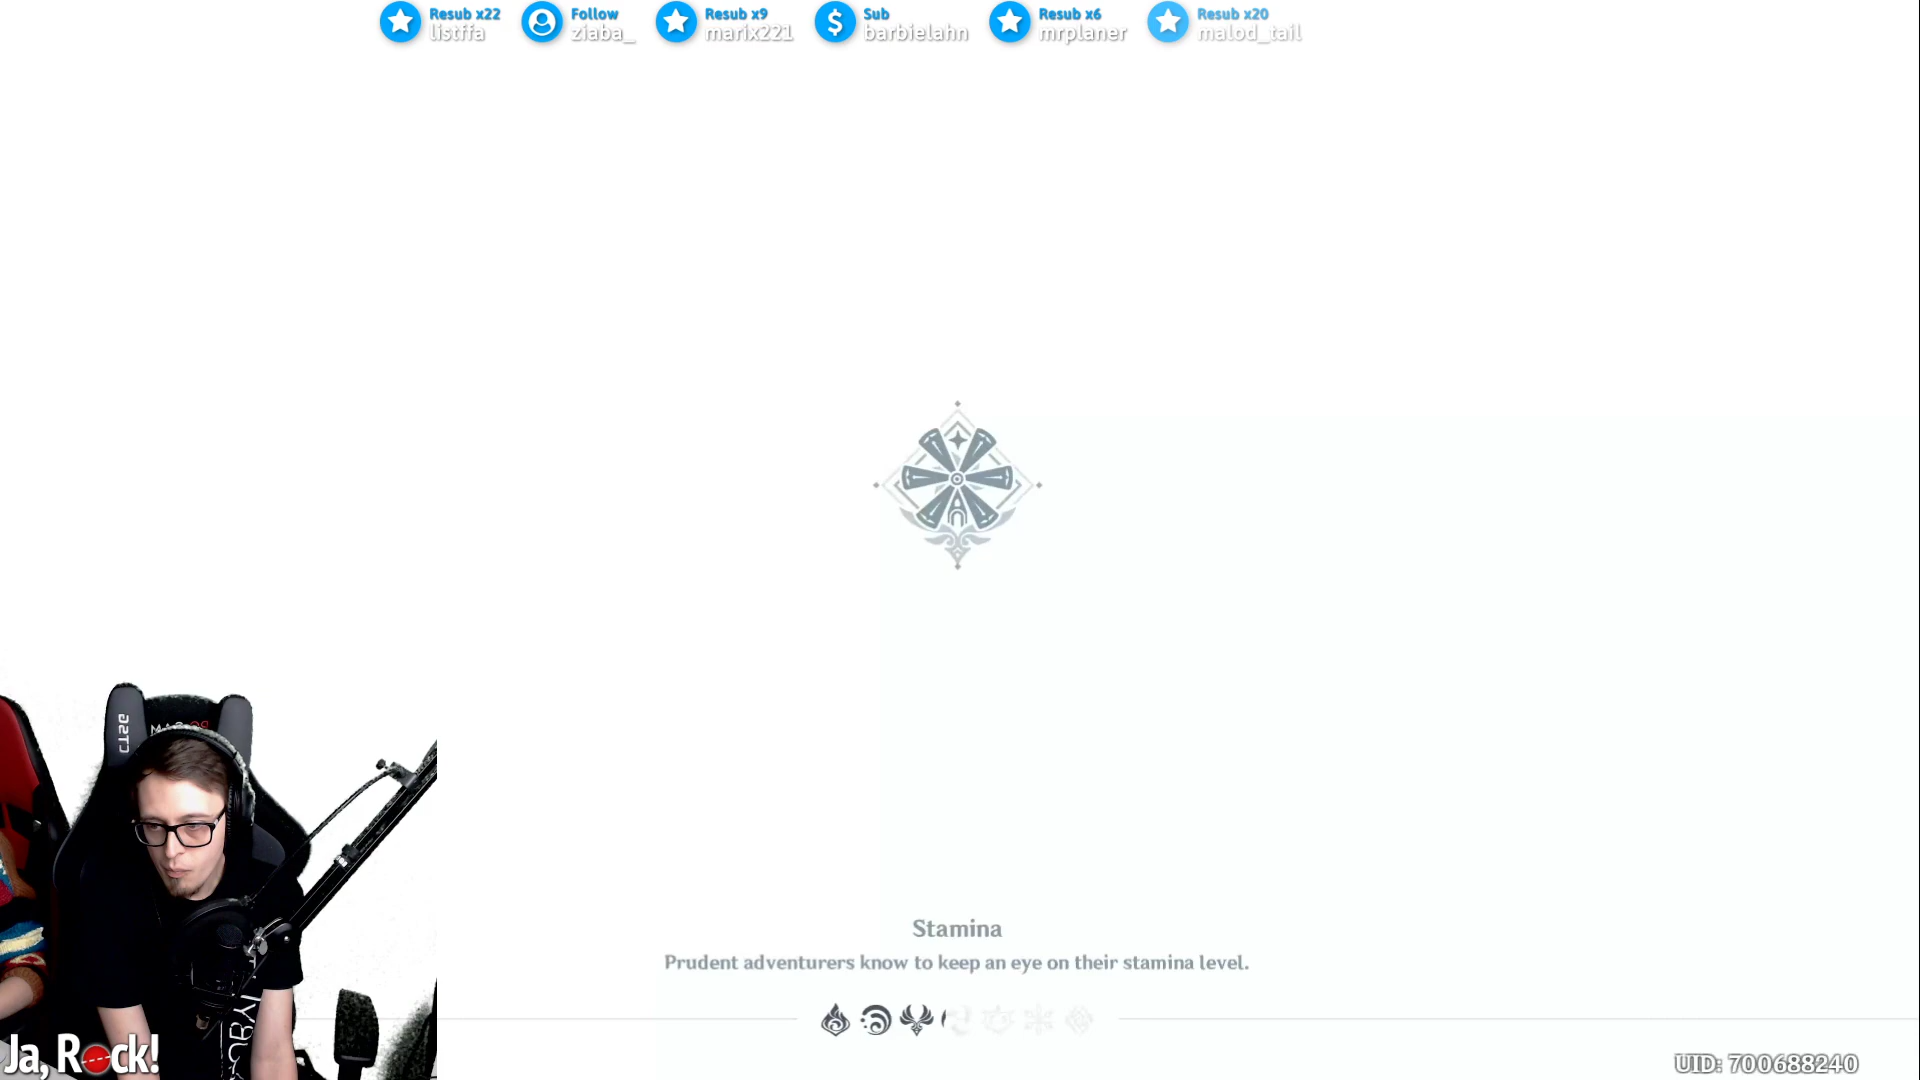 Resub x22
listffa
Follow
ziaba_
Resub x9
marix221
Sub
barbielahn
Resub x6
mrplaner
Resub x20
malod_tail
Stamina
Prudent adventurers know to keep an eye on their stamina level.
Ja, Rock!
UID: 700688240